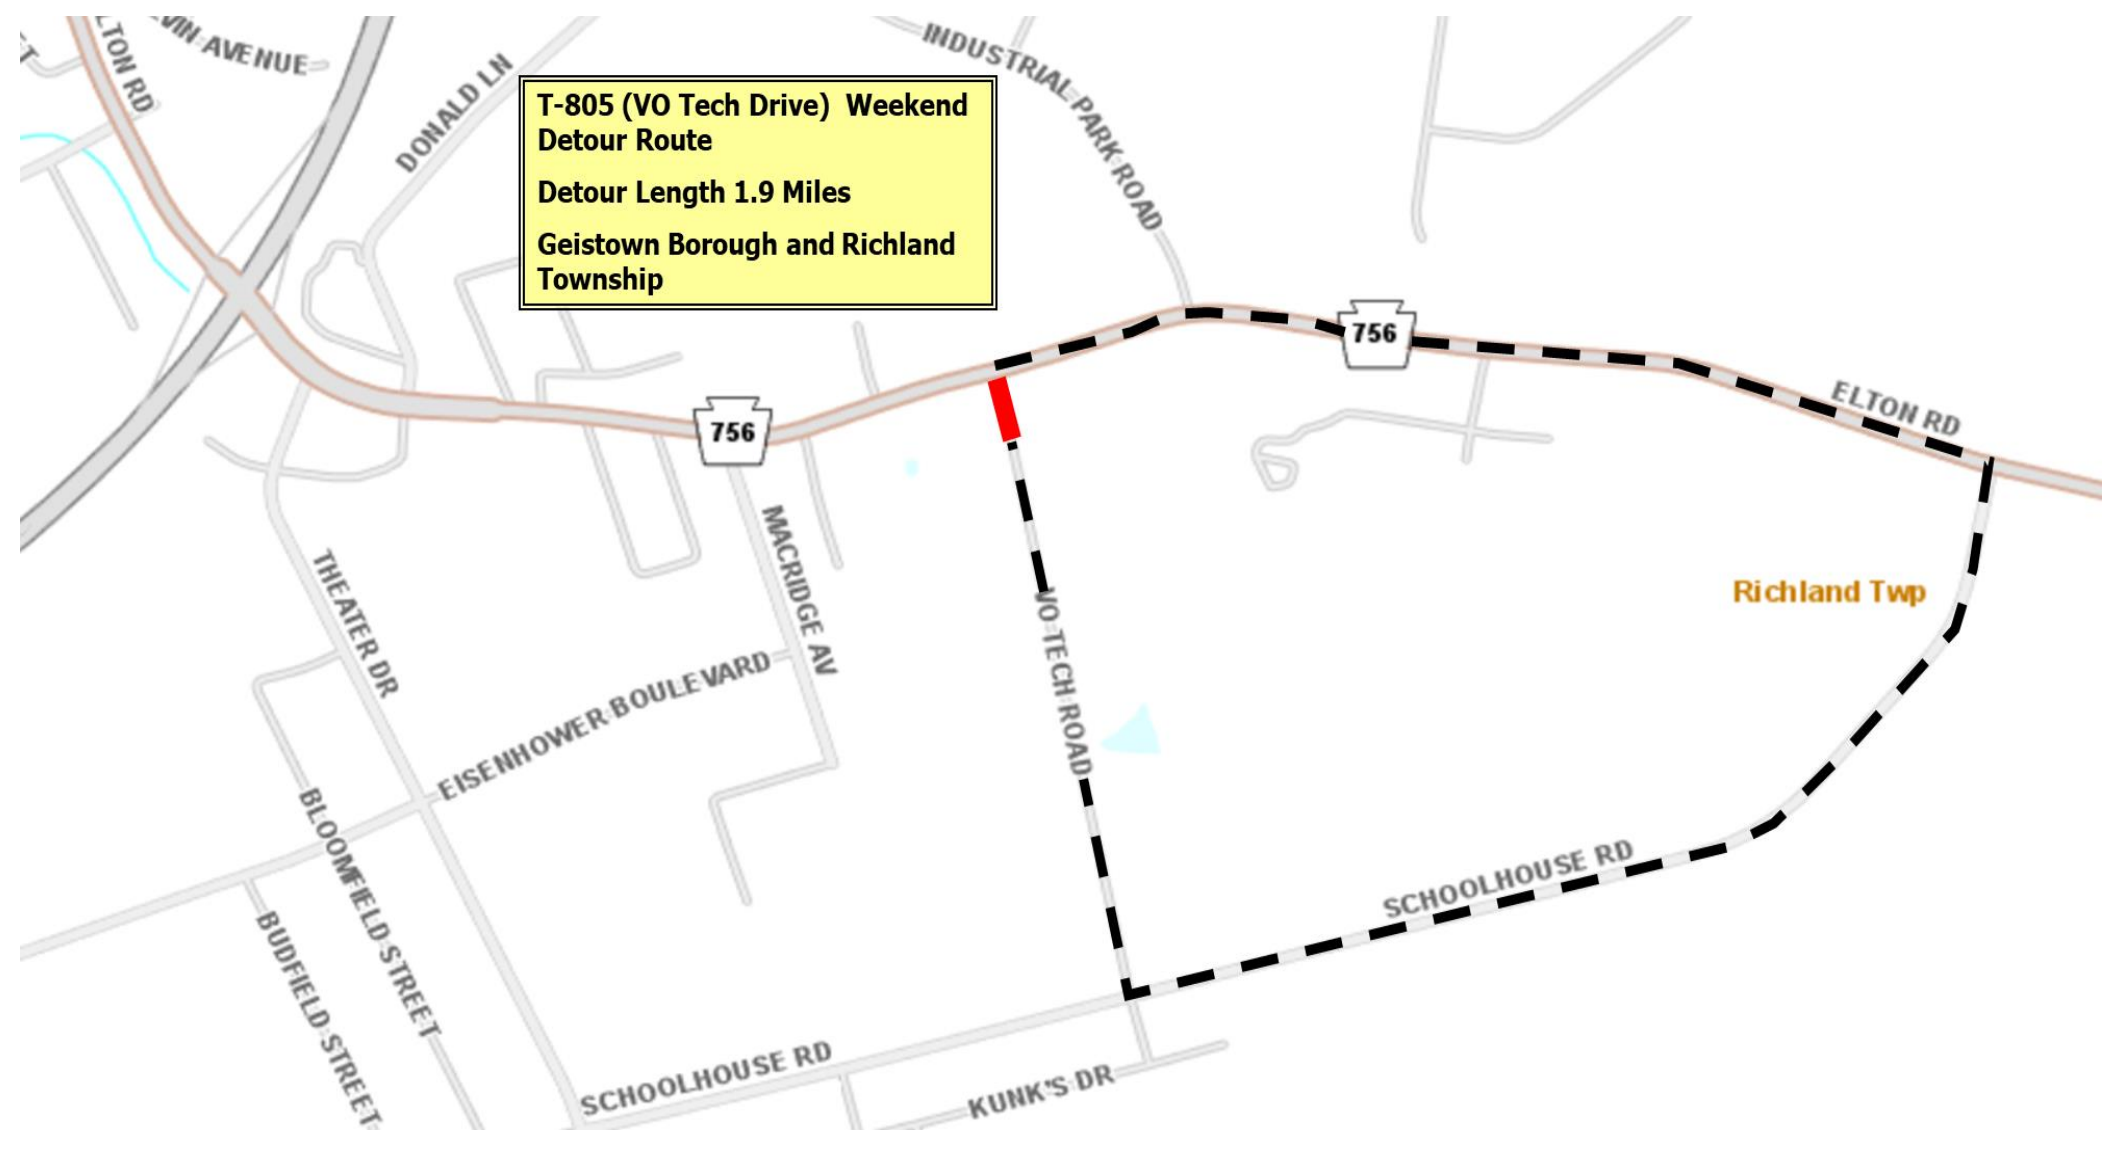 AVENUE
LTON RD
DONALD LN
INDUSTRIAL PARK ROAD
T-805 (VO Tech Drive)  Weekend
Detour Route
Detour Length 1.9 Miles
Geistown Borough and Richland
Township
756
756
ELTON RD
MACRIDGE AV
THEATER DR
Richland Twp
VO TECH ROAD
EISENHOWER BOULEVARD
BLOOMFIELD STREET
SCHOOLHOUSE RD
BUDFIELD STREET
SCHOOLHOUSE RD
KUNK'S DR